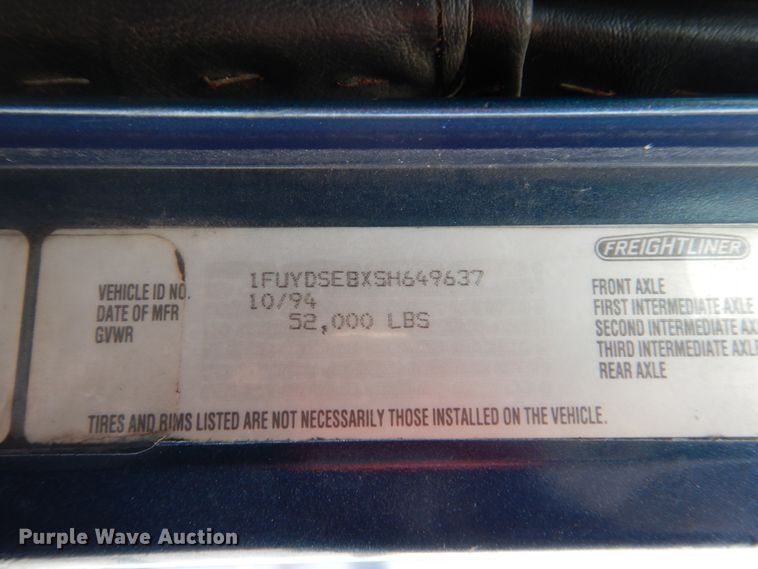 FREIGHTLINER
VEHICLE ID NO. 1FUYDSEBXSH649637
DATE OF MFR 10/94
GVWR 52,000 LBS
FRONT AXLE
FIRST INTERMEDIATE AXLE
SECOND INTERMEDIATE AX
THIRD INTERMEDIATE AXLE
REAR AXLE
TIRES AND RIMS LISTED ARE NOT NECESSARILY THOSE INSTALLED ON THE VEHICLE.
Purple Wave Auction